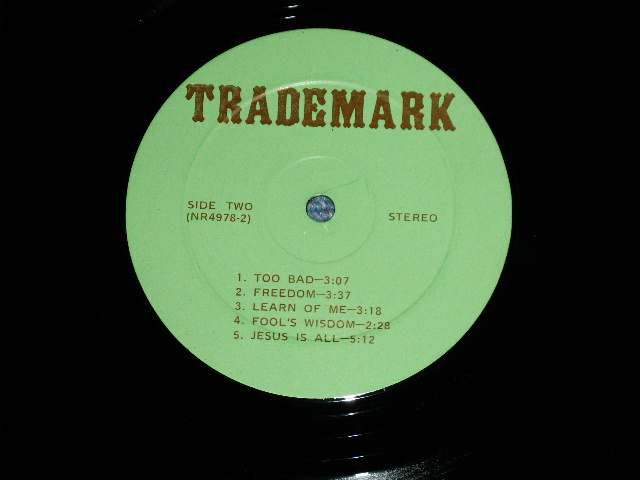 TRADEMARK
SIDE TWO
(NR4978-2)
STEREO
1. TOO BAD—3:07
2. FREEDOM—3:37
3. LEARN OF ME—3:18
4. FOOL'S WISDOM—2:28
5. JESUS IS ALL—5:12